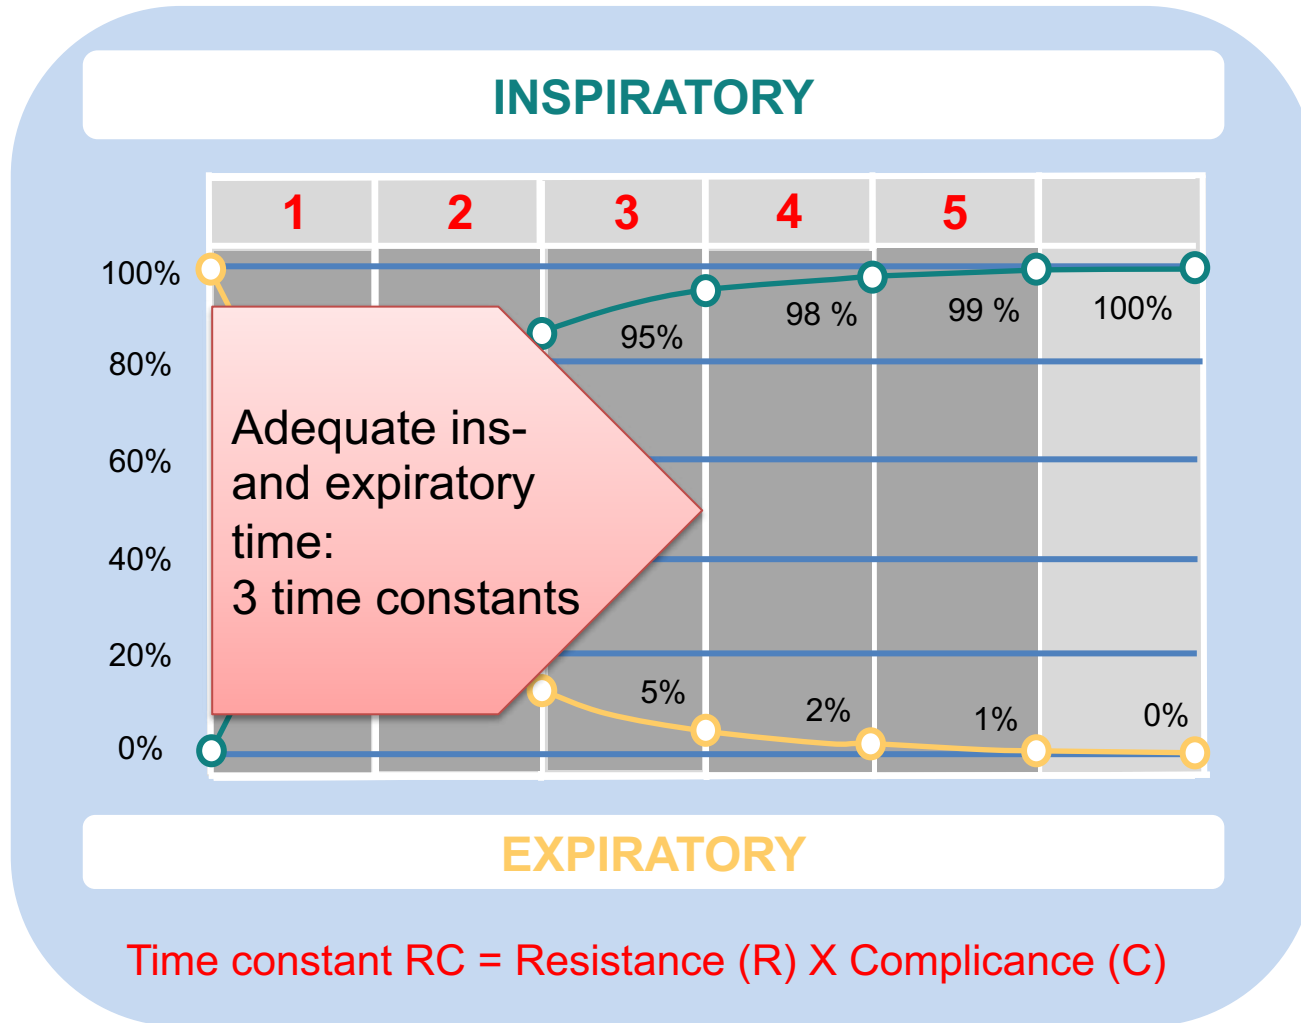 INSPIRATORY
1 2 3 4 5
100%
80%
60%
40%
20%
0%
95% 98 % 99 % 100%
Adequate ins-
and expiratory
time:
3 time constants
5% 2% 1% 0%
EXPIRATORY
Time constant RC = Resistance (R) X Complicance (C)